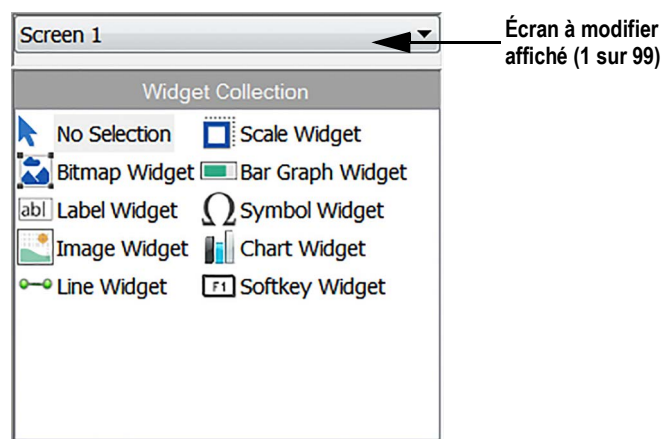 Screen 1
Écran à modifier
affiché (1 sur 99)
Widget Collection
No Selection
Scale Widget
Bitmap Widget
Bar Graph Widget
abl Label Widget
Ω Symbol Widget
Image Widget
Chart Widget
Line Widget
F1 Softkey Widget